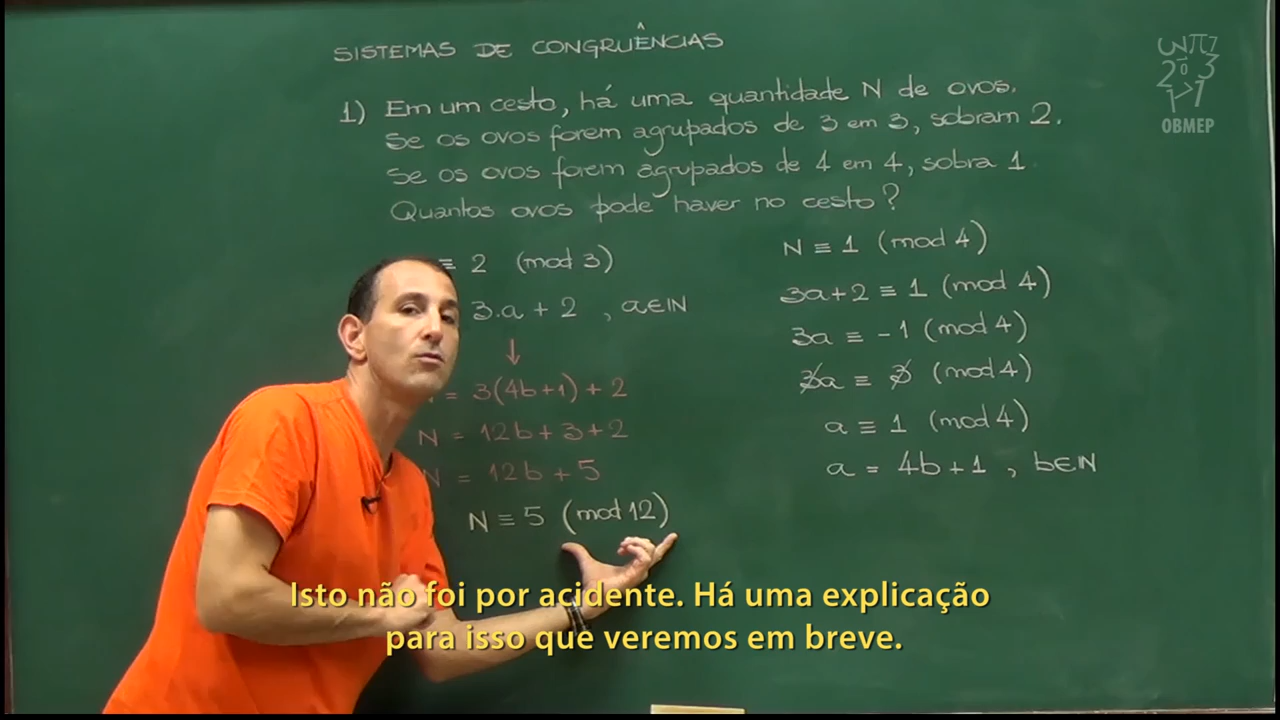 SISTEMAS DE CONGRUÊNCIAS
1) Em um cesto, há uma quantidade N de ovos.
Se os ovos forem agrupados de 3 em 3, sobram 2.
Se os ovos forem agrupados de 4 em 4, sobra 1.
Quantos ovos pode haver no cesto?
≡ 2 (mod 3)
3.a + 2 , a∈ℕ
↓
= 3(4b+1) + 2
N = 12b + 3 + 2
N = 12b + 5
N ≡ 5 (mod 12)
N ≡ 1 (mod 4)
3a+2 ≡ 1 (mod 4)
3a ≡ -1 (mod 4)
3a ≡ 3 (mod 4)
a ≡ 1 (mod 4)
a = 4b+1 , b∈ℕ
OBMEP
Isto não foi por acidente. Há uma explicação
para isso que veremos em breve.